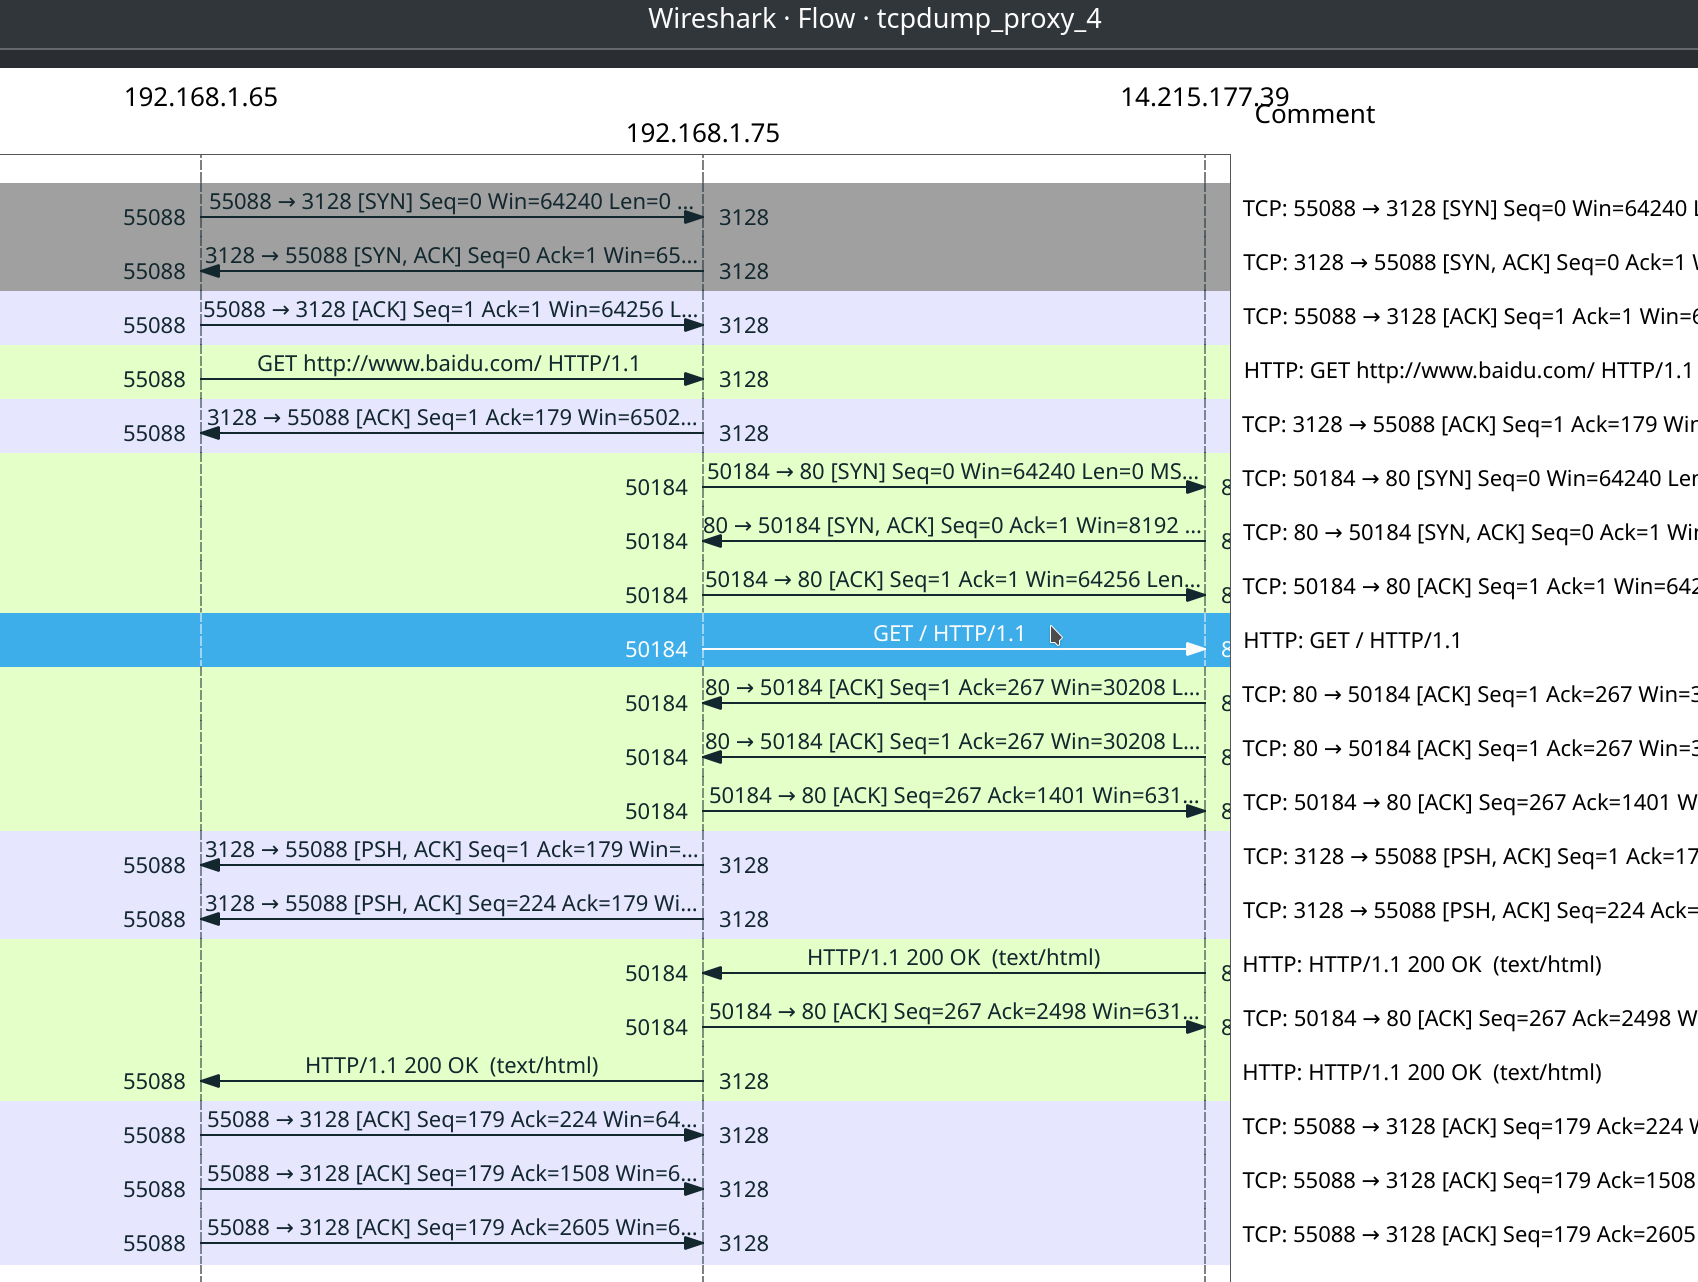 Wireshark · Flow · tcpdump_proxy_4
192.168.1.65 14.215.177.39
Comment
192.168.1.75
55088 → 3128 [SYN] Seq=0 Win=64240 Len=0 ...
55088 3128 TCP: 55088 → 3128 [SYN] Seq=0 Win=64240
3128 → 55088 [SYN, ACK] Seq=0 Ack=1 Win=65...
55088 3128 TCP: 3128 → 55088 [SYN, ACK] Seq=0 Ack=1
55088 → 3128 [ACK] Seq=1 Ack=1 Win=64256 L...
55088 3128 TCP: 55088 → 3128 [ACK] Seq=1 Ack=1 Win=
GET http://www.baidu.com/ HTTP/1.1
55088 3128 HTTP: GET http://www.baidu.com/ HTTP/1.1
3128 → 55088 [ACK] Seq=1 Ack=179 Win=6502...
55088 3128 TCP: 3128 → 55088 [ACK] Seq=1 Ack=179
50184 → 80 [SYN] Seq=0 Win=64240 Len=0 MS...
50184 8 TCP: 50184 → 80 [SYN] Seq=0 Win=64240
80 → 50184 [SYN, ACK] Seq=0 Ack=1 Win=8192 ...
50184 8 TCP: 80 → 50184 [SYN, ACK] Seq=0 Ack=1
50184 → 80 [ACK] Seq=1 Ack=1 Win=64256 Len...
50184 8 TCP: 50184 → 80 [ACK] Seq=1 Ack=1 Win=642
GET / HTTP/1.1
50184 8 HTTP: GET / HTTP/1.1
80 → 50184 [ACK] Seq=1 Ack=267 Win=30208 L...
50184 8 TCP: 80 → 50184 [ACK] Seq=1 Ack=267 Win=3
80 → 50184 [ACK] Seq=1 Ack=267 Win=30208 L...
50184 8 TCP: 80 → 50184 [ACK] Seq=1 Ack=267 Win=3
50184 → 80 [ACK] Seq=267 Ack=1401 Win=631...
50184 8 TCP: 50184 → 80 [ACK] Seq=267 Ack=1401 W
3128 → 55088 [PSH, ACK] Seq=1 Ack=179 Win=...
55088 3128 TCP: 3128 → 55088 [PSH, ACK] Seq=1 Ack=17
3128 → 55088 [PSH, ACK] Seq=224 Ack=179 Wi...
55088 3128 TCP: 3128 → 55088 [PSH, ACK] Seq=224 Ack=
HTTP/1.1 200 OK (text/html)
50184 8 HTTP: HTTP/1.1 200 OK (text/html)
50184 → 80 [ACK] Seq=267 Ack=2498 Win=631...
50184 8 TCP: 50184 → 80 [ACK] Seq=267 Ack=2498 W
HTTP/1.1 200 OK (text/html)
55088 3128 HTTP: HTTP/1.1 200 OK (text/html)
55088 → 3128 [ACK] Seq=179 Ack=224 Win=64...
55088 3128 TCP: 55088 → 3128 [ACK] Seq=179 Ack=224
55088 → 3128 [ACK] Seq=179 Ack=1508 Win=6...
55088 3128 TCP: 55088 → 3128 [ACK] Seq=179 Ack=1508
55088 → 3128 [ACK] Seq=179 Ack=2605 Win=6...
55088 3128 TCP: 55088 → 3128 [ACK] Seq=179 Ack=2605